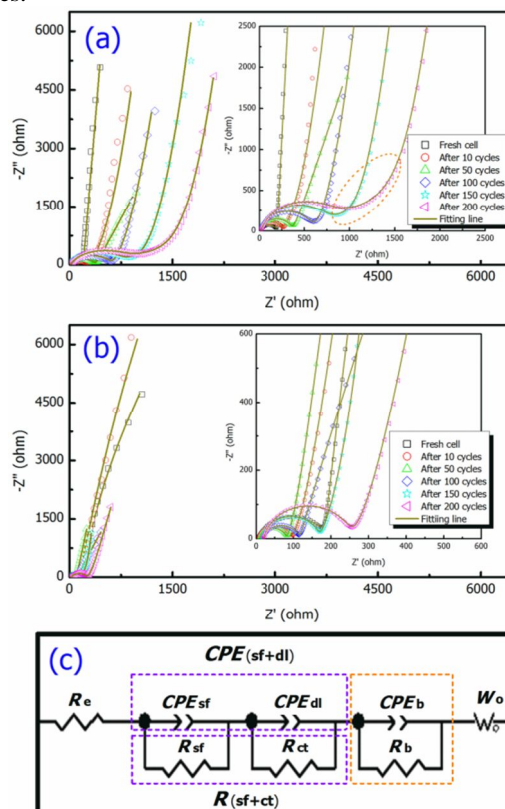 es.
(a)
6000
4500
3000
1500
0
-Z'' (ohm)
0
1500
3000
4500
6000
Z' (ohm)
2500
2000
1500
1000
500
0
-Z'' (ohm)
0
500
1000
1500
2000
2500
Z' (ohm)
Fresh cell
After 10 cycles
After 50 cycles
After 100 cycles
After 150 cycles
After 200 cycles
Fitting line
(b)
6000
4500
3000
1500
0
-Z'' (ohm)
0
1500
3000
4500
6000
Z' (ohm)
600
400
200
0
-Z'' (ohm)
0
100
200
300
400
500
600
Z' (ohm)
Fresh cell
After 10 cycles
After 50 cycles
After 100 cycles
After 150 cycles
After 200 cycles
Fittiing line
(c)
CPE(sf+dl)
Re
CPEsf
CPEdl
CPEb
Wo
Rsf
Rct
Rb
R(sf+ct)